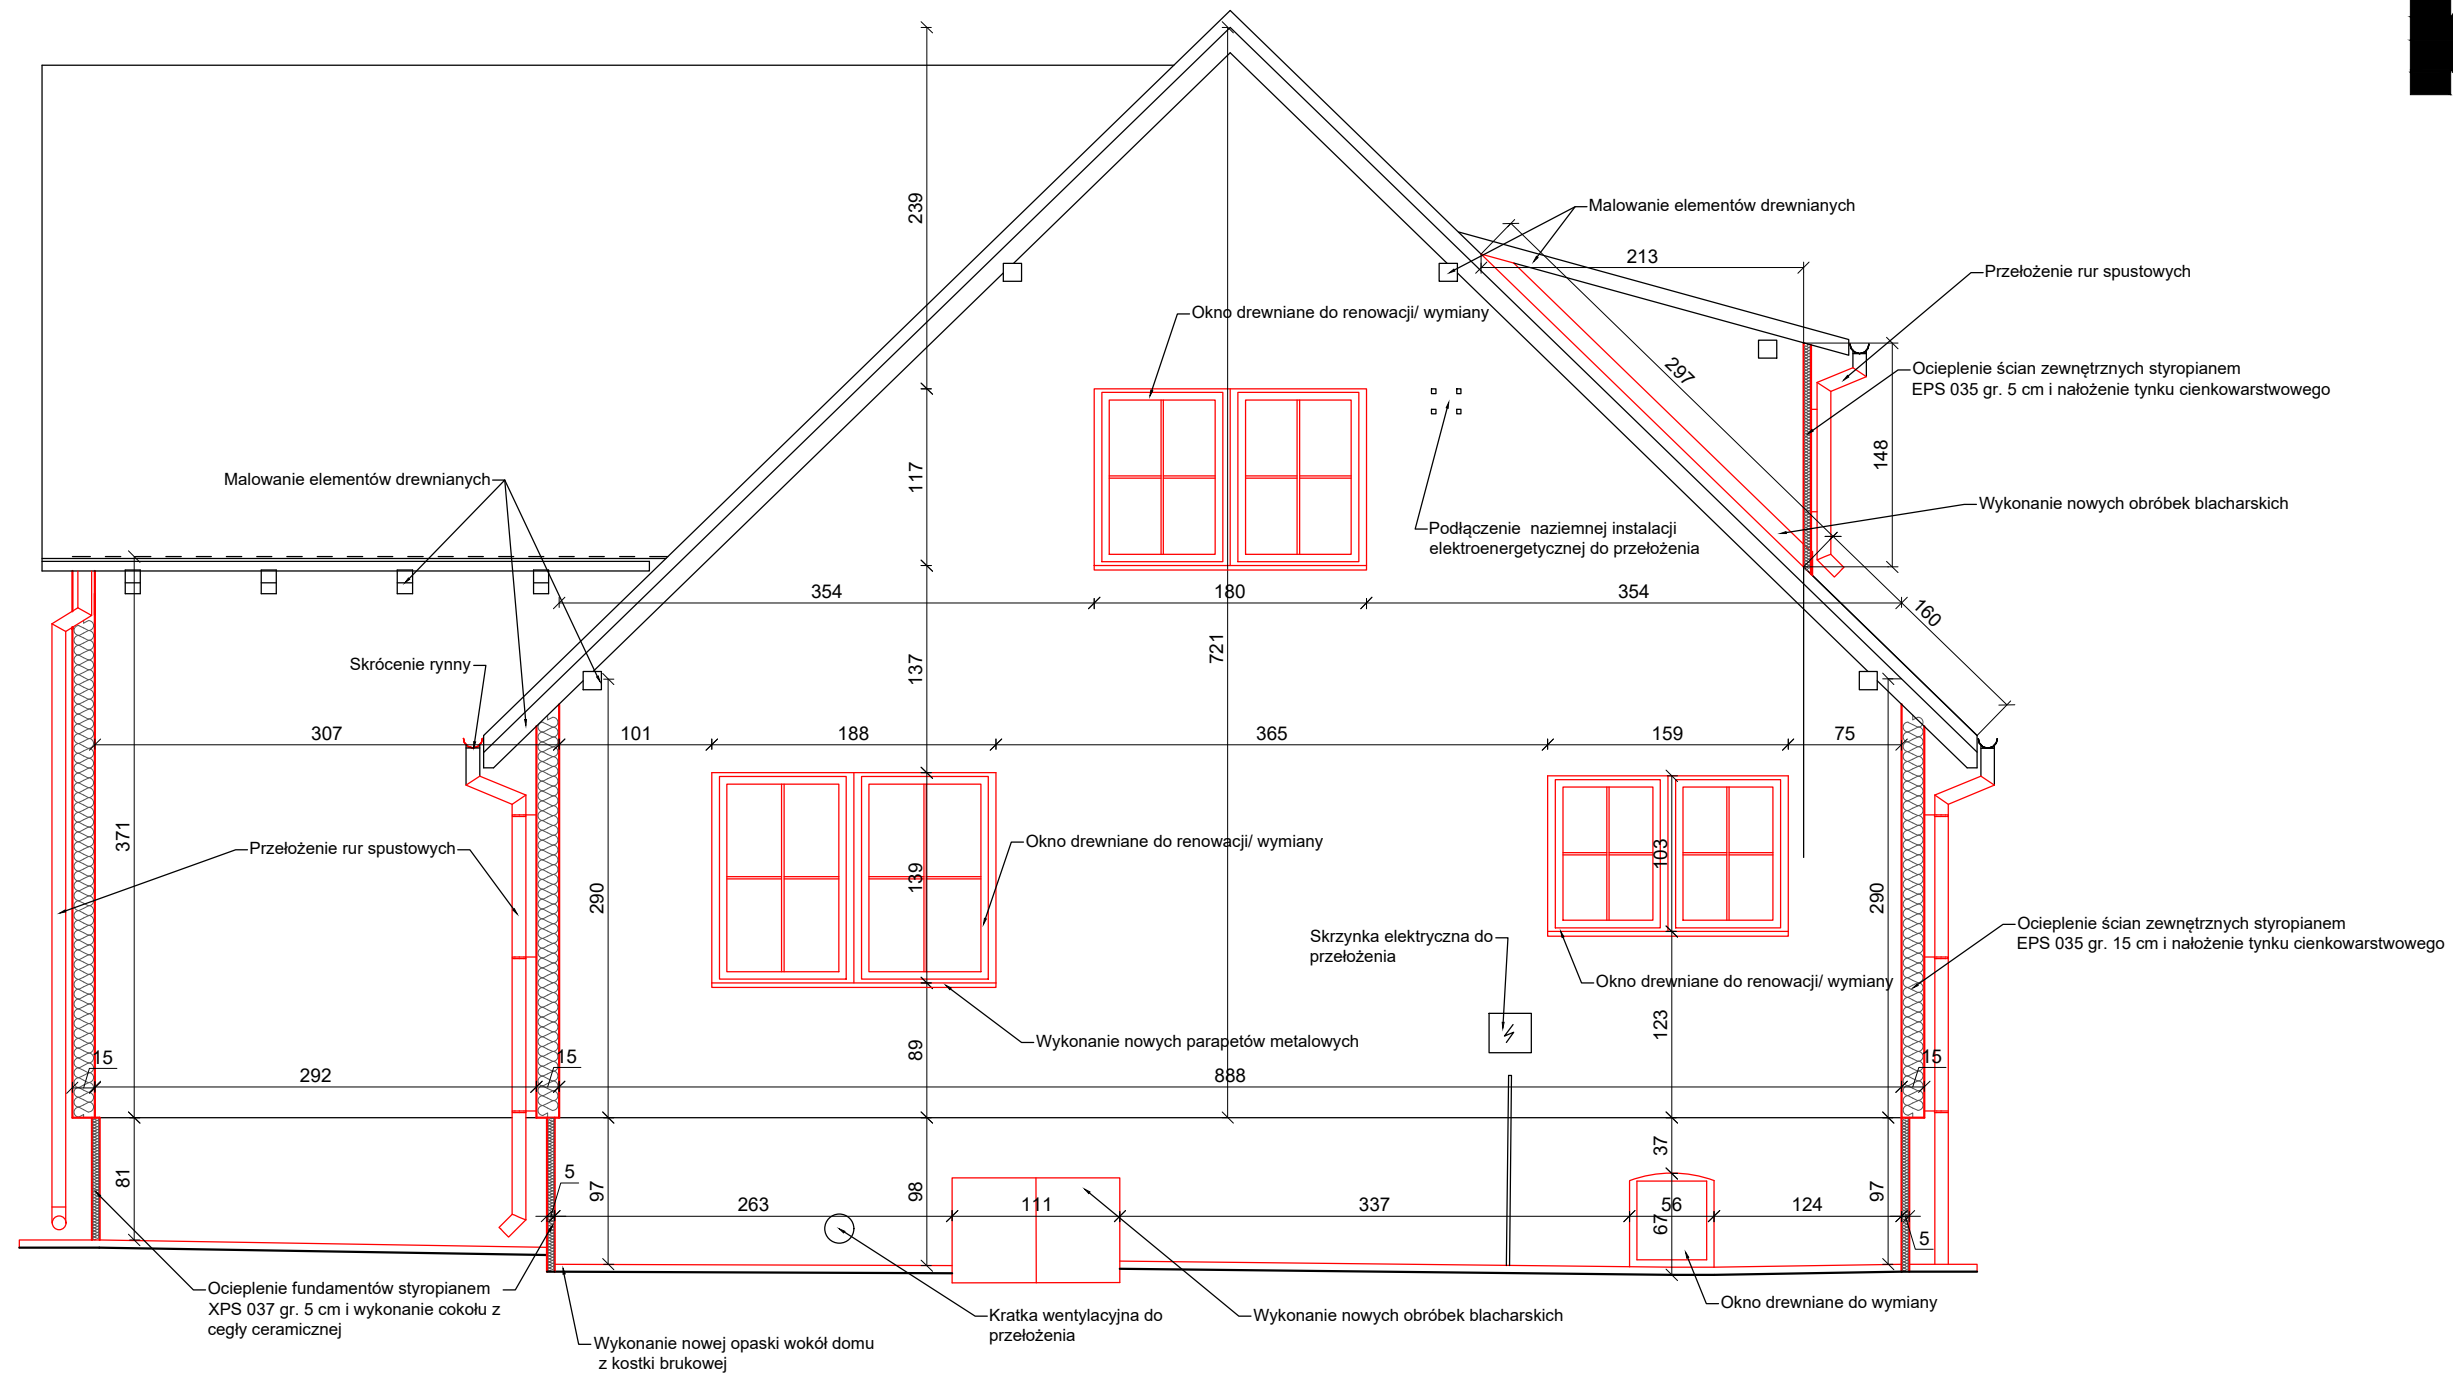 239
Malowanie elementów drewnianych
213
Przełożenie rur spustowych
Okno drewniane do renowacji/ wymiany
297
Ocieplenie ścian zewnętrznych styropianem
EPS 035 gr. 5 cm i nałożenie tynku cienkowarstwowego
148
117
Malowanie elementów drewnianych
Wykonanie nowych obróbek blacharskich
Podłączenie  naziemnej instalacji
elektroenergetycznej do przełożenia
354
180
354
160
721
137
Skrócenie rynny
307
101
188
365
159
75
371
Przełożenie rur spustowych
290
139
Okno drewniane do renowacji/ wymiany
103
290
Skrzynka elektryczna do
przełożenia
Ocieplenie ścian zewnętrznych styropianem
EPS 035 gr. 15 cm i nałożenie tynku cienkowarstwowego
Okno drewniane do renowacji/ wymiany
123
89
Wykonanie nowych parapetów metalowych
15
292
15
888
15
81
5
97
98
263
111
337
37
56
67
124
97
5
Ocieplenie fundamentów styropianem
XPS 037 gr. 5 cm i wykonanie cokołu z
cegły ceramicznej
Wykonanie nowej opaski wokół domu
z kostki brukowej
Kratka wentylacyjna do
przełożenia
Wykonanie nowych obróbek blacharskich
Okno drewniane do wymiany